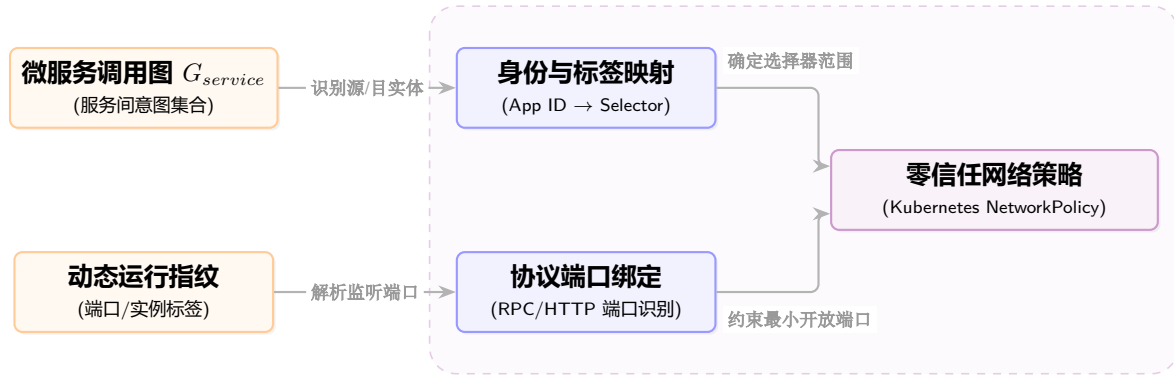 微服务调用图 G_service
(服务间意图集合)
识别源/目实体
身份与标签映射
(App ID → Selector)
确定选择器范围
零信任网络策略
(Kubernetes NetworkPolicy)
动态运行指纹
(端口/实例标签)
解析监听端口
协议端口绑定
(RPC/HTTP 端口识别)
约束最小开放端口